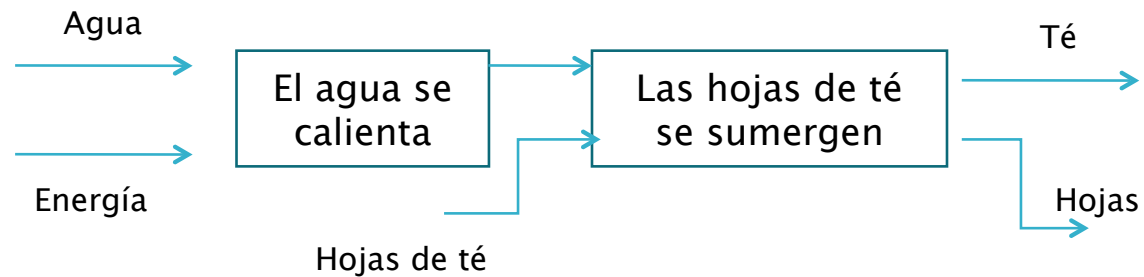 Agua
Té
El agua se
calienta
Las hojas de té
se sumergen
Energía
Hojas
Hojas de té